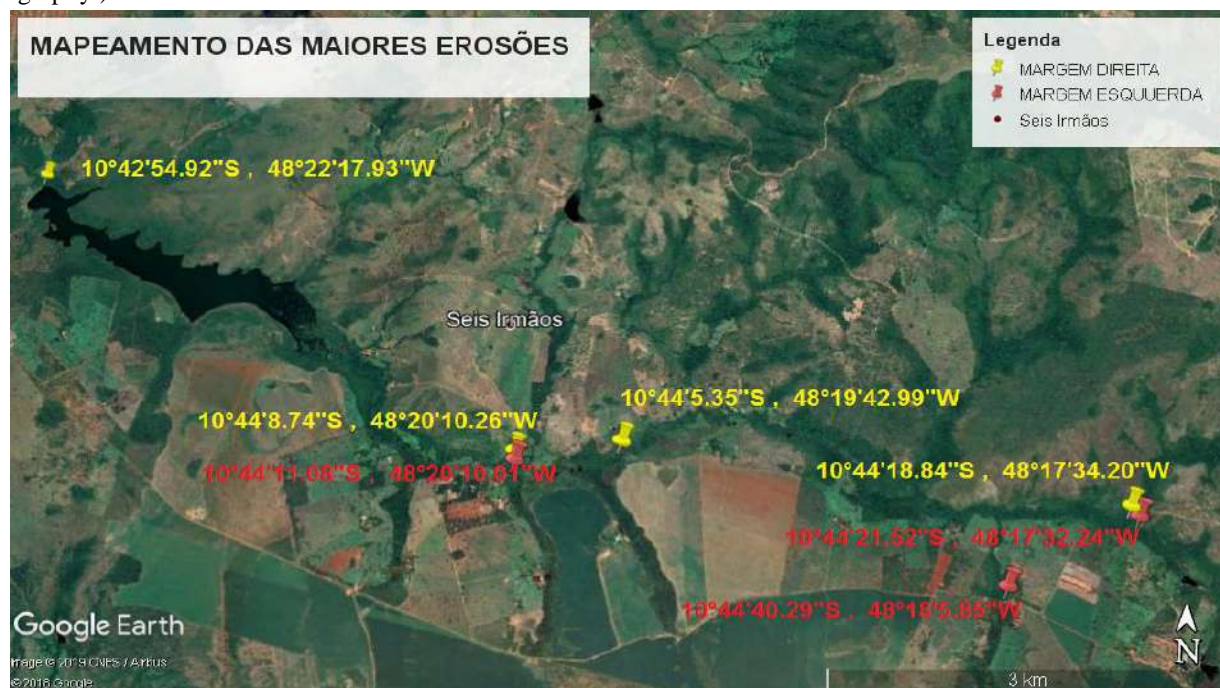 MAPEAMENTO DAS MAIORES EROSÕES
Legenda
MARGEM DIREITA
MARGEM ESQUUERDA
Seis Irmãos
10°42'54.92"S , 48°22'17.93"W
Seis Irmãos
10°44'5.35"S , 48°19'42.99"W
10°44'8.74"S , 48°20'10.26"W
10°44'11.08"S , 48°20'10.01"W
10°44'18.84"S , 48°17'34.20"W
10°44'21.52"S , 48°17'32.24"W
10°44'40.29"S , 48°18'5.85"W
Google Earth
Image © 2019 CNES / Airbus
© 2018 Google
N
3 km